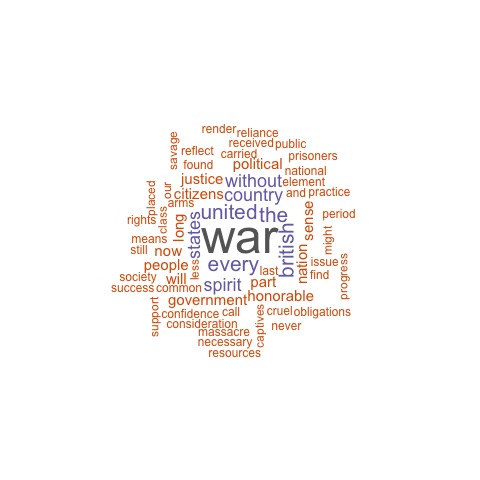 render
reliance
savage
received
public
reflect
carried
prisoners
found
political
national
justice
without
element
placed
our
citizens
country
and
practice
arms
class
rights
long
states
united
the
sense
period
means
war
british
might
still
now
nation
issue
people
every
less
last
find
progress
society
will
spirit
part
success
common
government
honorable
support
confidence
call
captives
cruel
obligations
consideration
never
massacre
necessary
resources